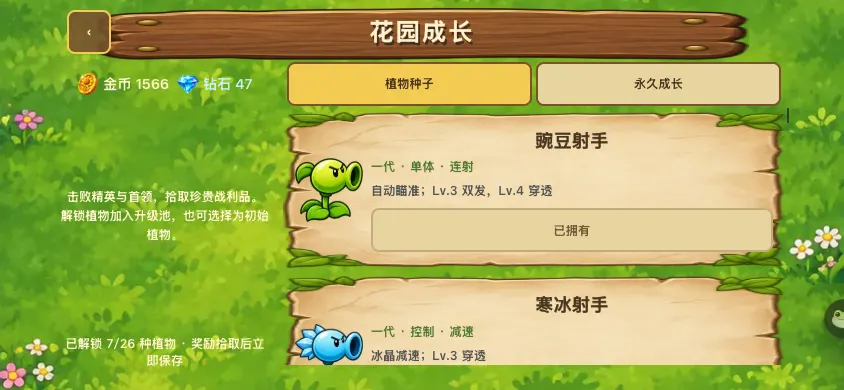 花园成长
金币 1566 钻石 47
植物种子
永久成长
击败精英与首领，拾取珍贵战利品。
解锁植物加入升级池，也可选择为初始
植物。
已解锁 7/26 种植物 · 奖励拾取后立
即保存
豌豆射手
一代 · 单体 · 连射
自动瞄准；Lv.3 双发，Lv.4 穿透
已拥有
寒冰射手
一代 · 控制 · 减速
冰晶减速；Lv.3 穿透